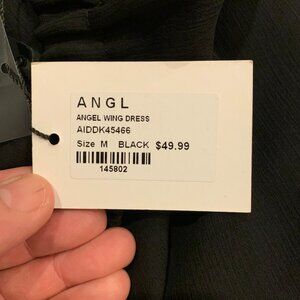 ANGL
ANGEL WING DRESS
AIDDK45466
Size M BLACK $49.99
145802